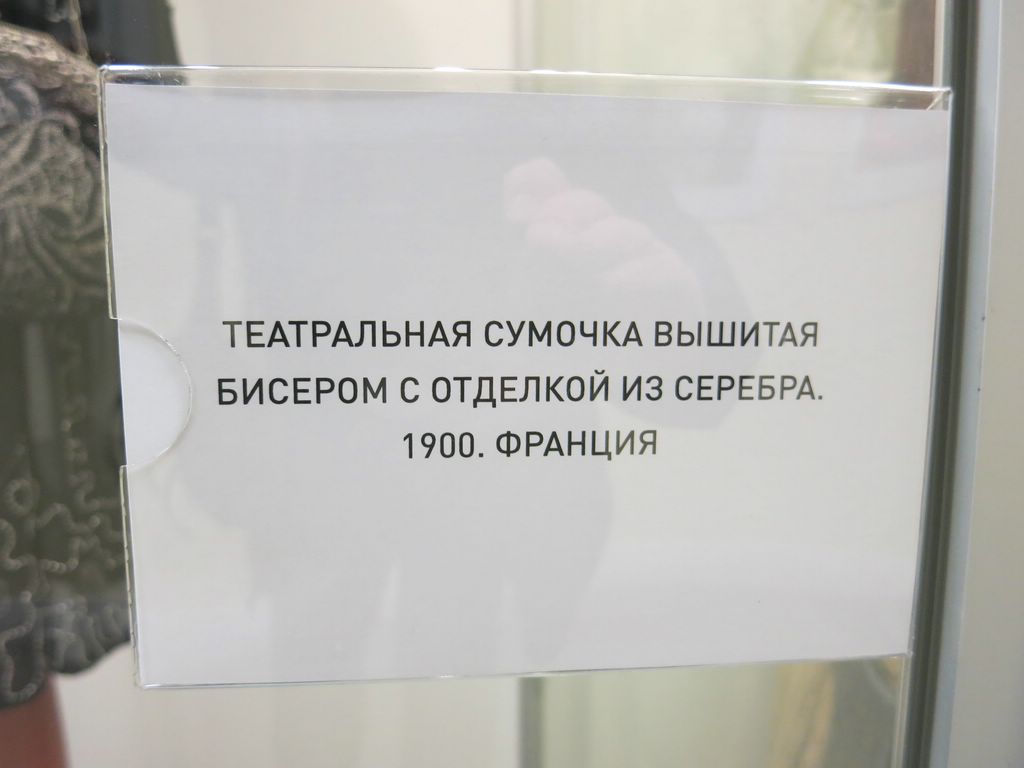 ТЕАТРАЛЬНАЯ СУМОЧКА ВЫШИТАЯ
БИСЕРОМ С ОТДЕЛКОЙ ИЗ СЕРЕБРА.
1900. ФРАНЦИЯ